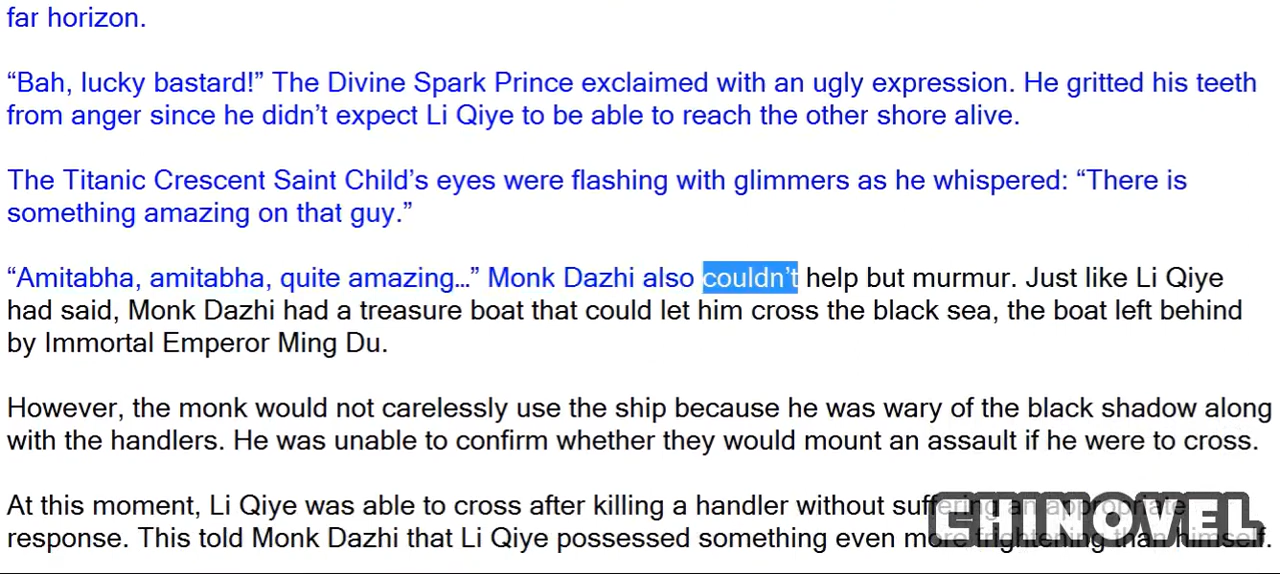 far horizon.
“Bah, lucky bastard!” The Divine Spark Prince exclaimed with an ugly expression. He gritted his teeth
from anger since he didn’t expect Li Qiye to be able to reach the other shore alive.
The Titanic Crescent Saint Child’s eyes were flashing with glimmers as he whispered: “There is
something amazing on that guy.”
“Amitabha, amitabha, quite amazing…” Monk Dazhi also couldn’t help but murmur. Just like Li Qiye
had said, Monk Dazhi had a treasure boat that could let him cross the black sea, the boat left behind
by Immortal Emperor Ming Du.
However, the monk would not carelessly use the ship because he was wary of the black shadow along
with the handlers. He was unable to confirm whether they would mount an assault if he were to cross.
At this moment, Li Qiye was able to cross after killing a handler without suffering an appropriate
response. This told Monk Dazhi that Li Qiye possessed something even more frightening than himself.
CHINOVEL